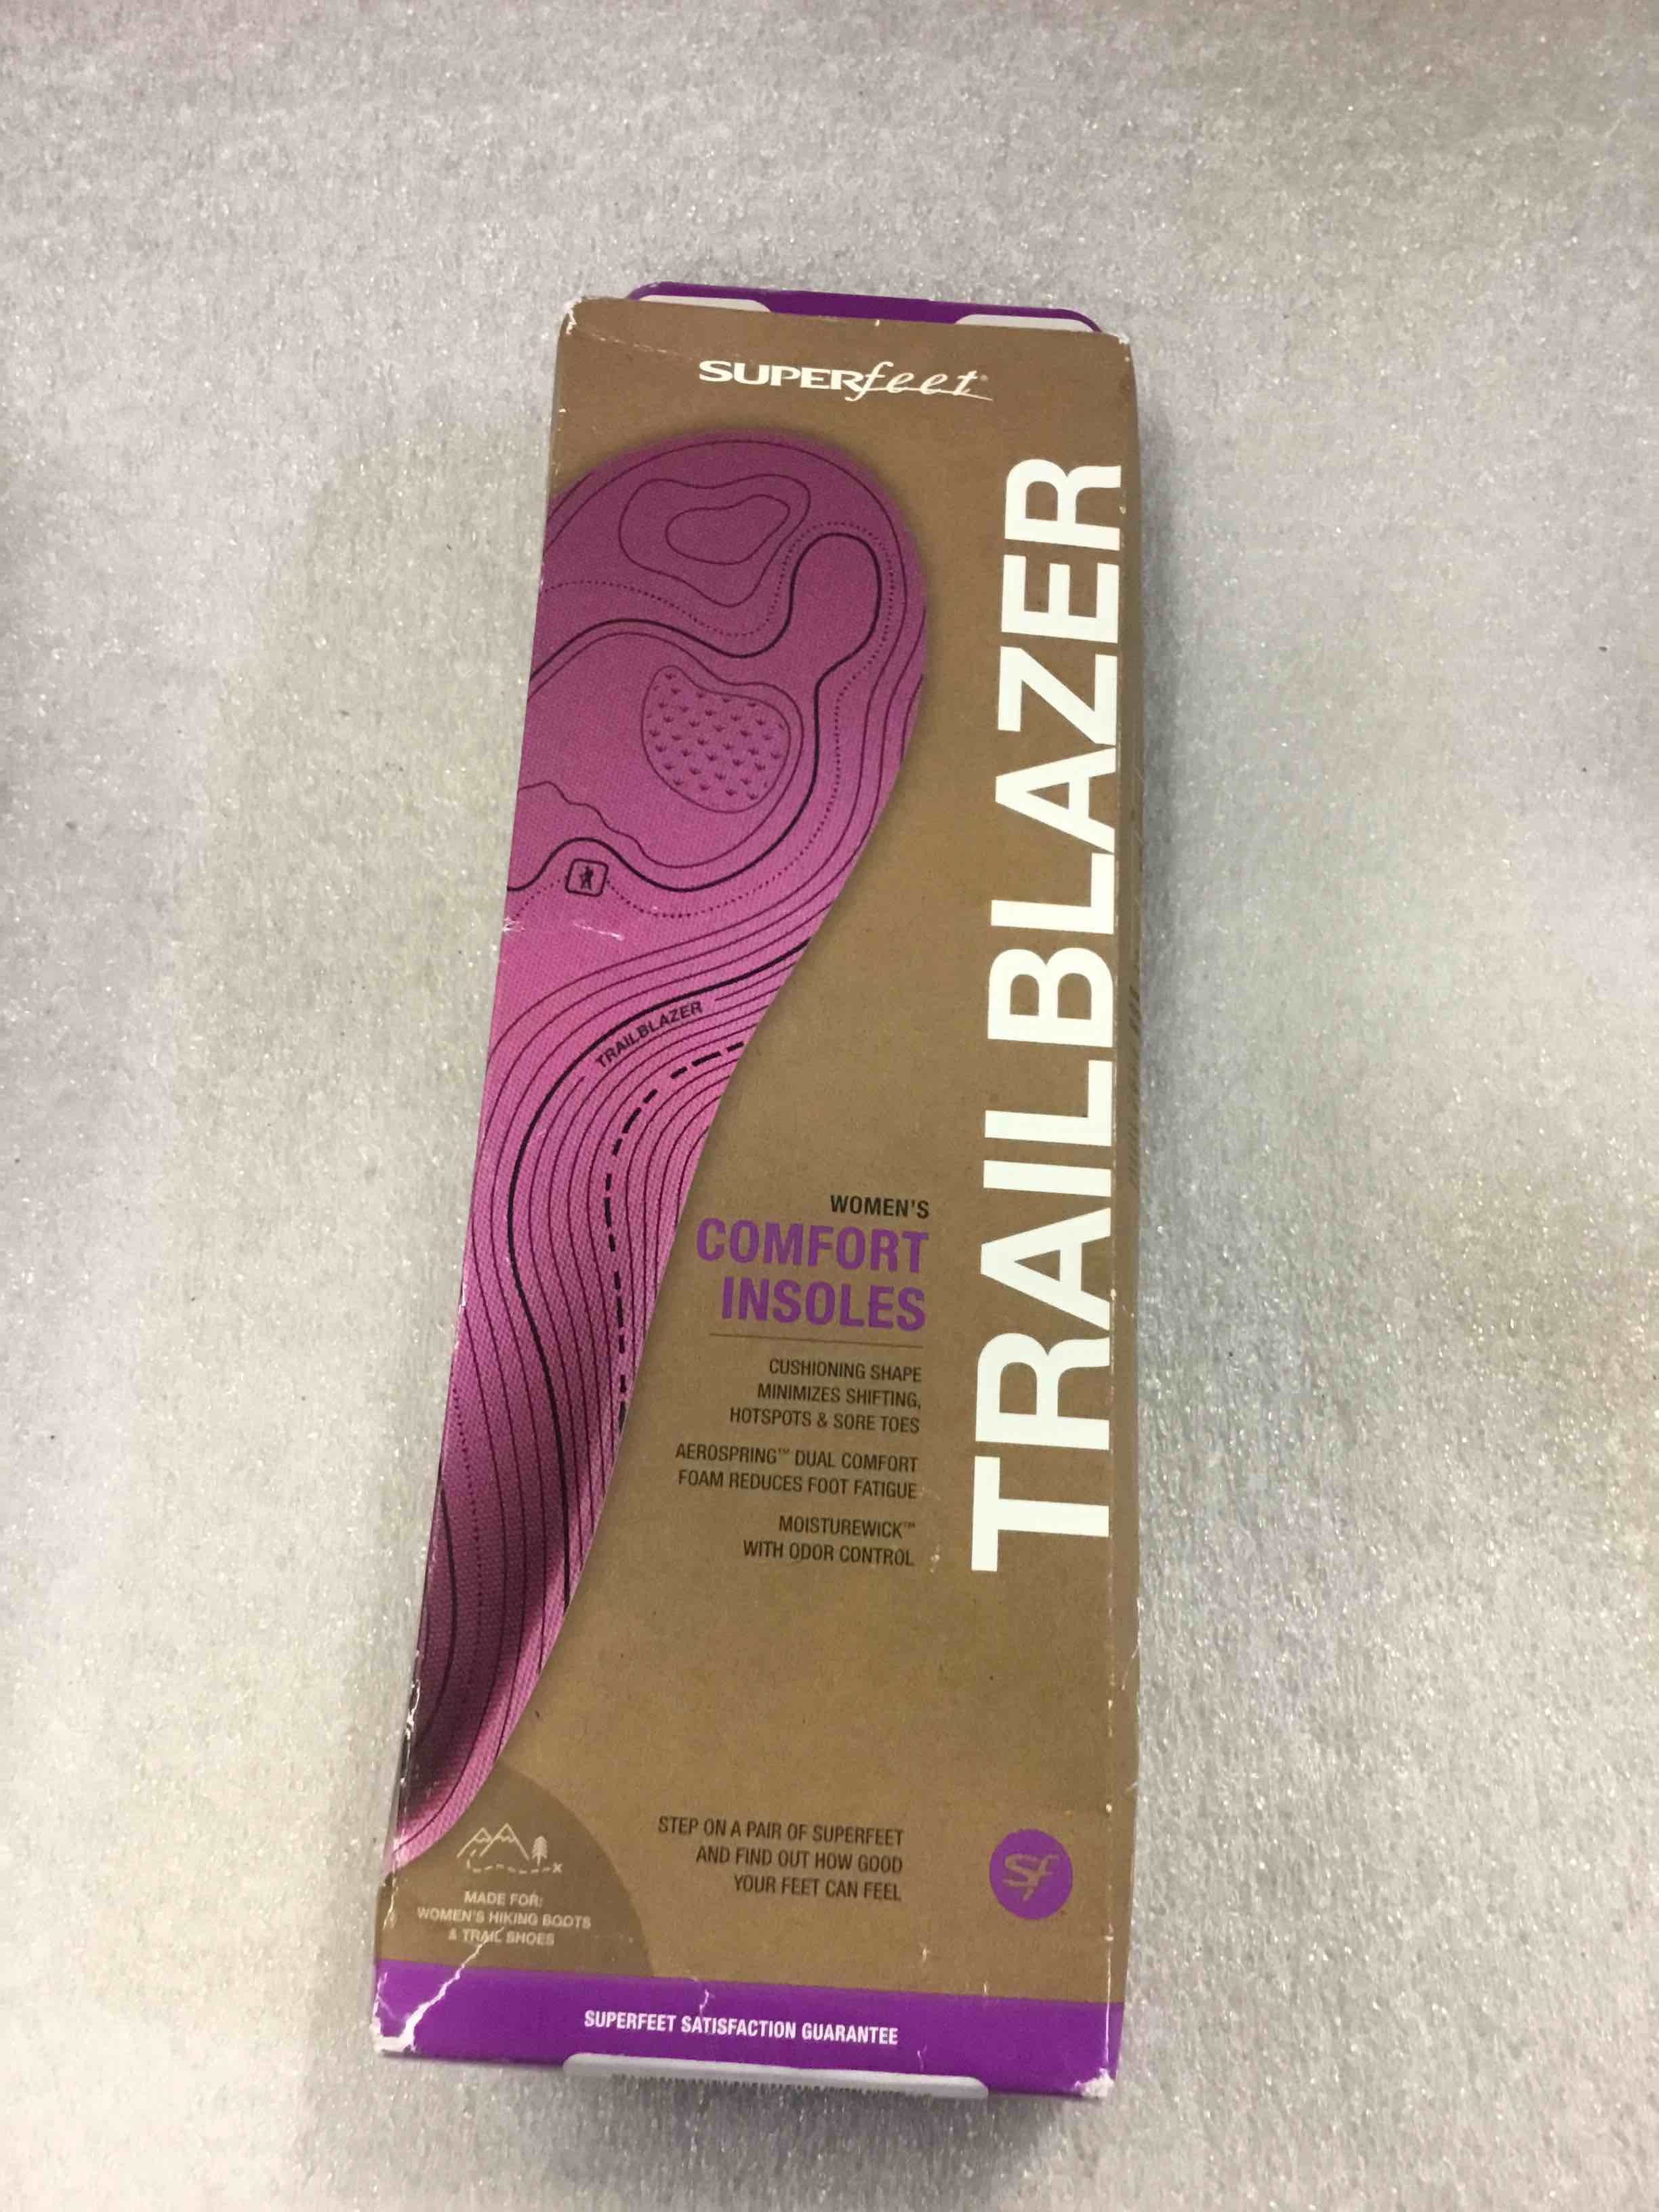 SUPERfeet®
TRAILBLAZER
TRAILBLAZER
WOMEN'S
COMFORT
INSOLES
CUSHIONING SHAPE
MINIMIZES SHIFTING,
HOTSPOTS & SORE TOES
AEROSPRING™ DUAL COMFORT
FOAM REDUCES FOOT FATIGUE
MOISTUREWICK™
WITH ODOR CONTROL
STEP ON A PAIR OF SUPERFEET
AND FIND OUT HOW GOOD
YOUR FEET CAN FEEL
Sf
MADE FOR:
WOMEN'S HIKING BOOTS
& TRAIL SHOES
SUPERFEET SATISFACTION GUARANTEE